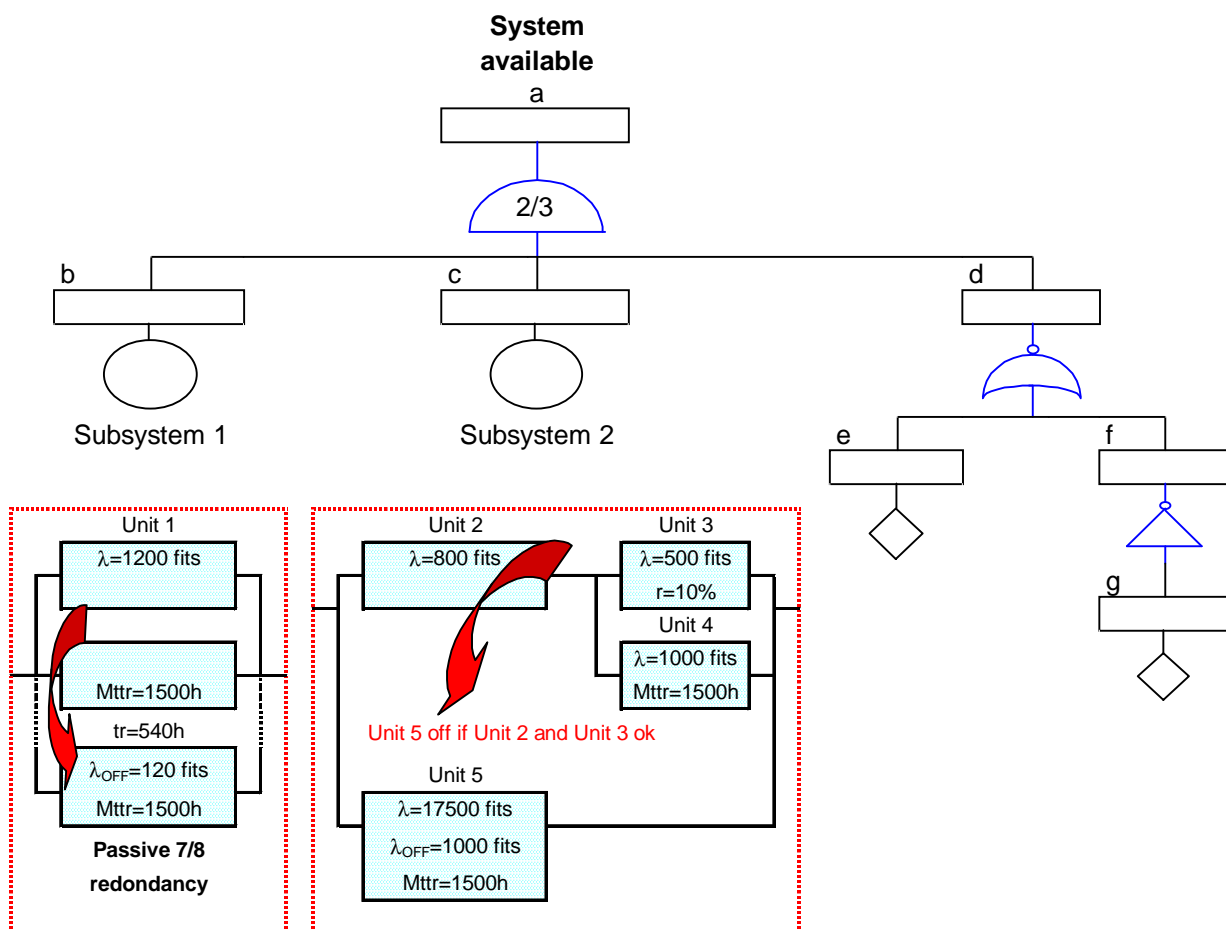 System
available
a
2/3
b
c
d
Subsystem 1
Subsystem 2
e
f
g
Unit 1
λ=1200 fits
Mttr=1500h
tr=540h
λOFF=120 fits
Mttr=1500h
Passive 7/8
redondancy
Unit 2
λ=800 fits
Unit 3
λ=500 fits
r=10%
Unit 4
λ=1000 fits
Mttr=1500h
Unit 5 off if Unit 2 and Unit 3 ok
Unit 5
λ=17500 fits
λOFF=1000 fits
Mttr=1500h